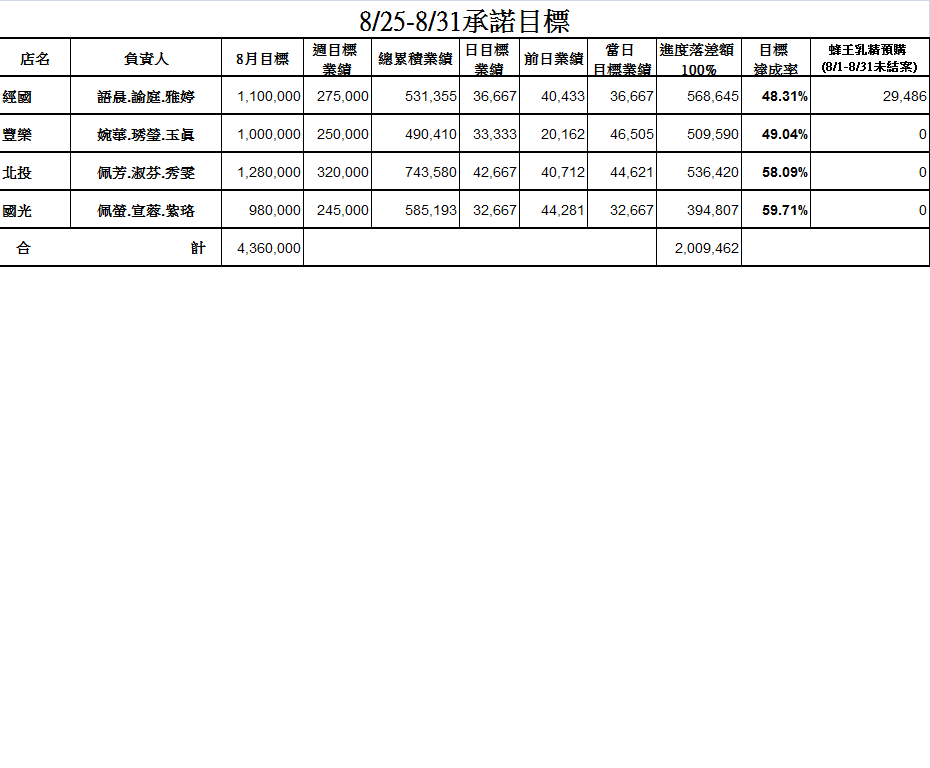 8/25-8/31承諾目標
店名 負責人 8月目標 週目標業績 總累積業績 日目標業績 前日業績 當日目標業績 進度落差額100% 目標達成率 蜂王乳精預購(8/1-8/31未結案)
經國 語晨.諭庭.雅婷 1,100,000 275,000 531,355 36,667 40,433 36,667 568,645 48.31% 29,486
豐樂 婉華.琇瑩.玉真 1,000,000 250,000 490,410 33,333 20,162 46,505 509,590 49.04% 0
北投 佩芳.淑芬.秀雯 1,280,000 320,000 743,580 42,667 40,712 44,621 536,420 58.09% 0
國光 佩螢.宣蓉.紫珞 980,000 245,000 585,193 32,667 44,281 32,667 394,807 59.71% 0
合計 4,360,000 2,009,462